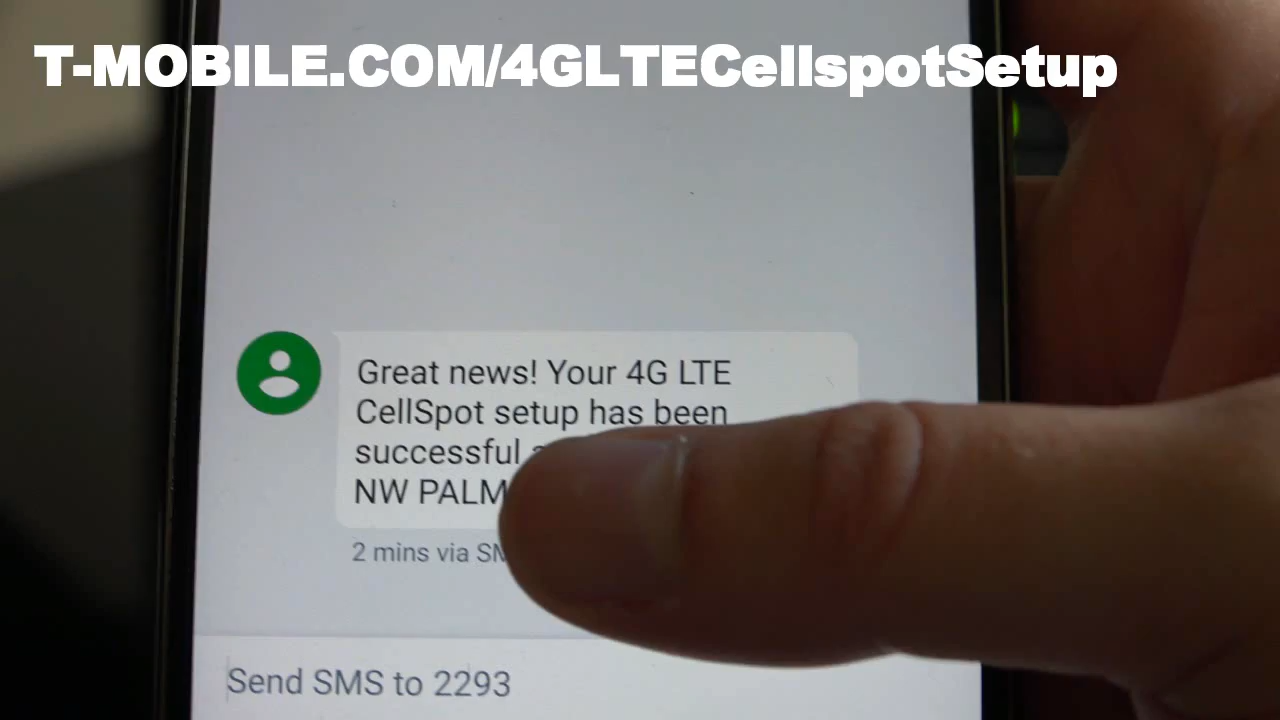 T-MOBILE.COM/4GLTECellspotSetup
Great news! Your 4G LTE
CellSpot setup has been
successful
NW PALM
2 mins via
Send SMS to 2293